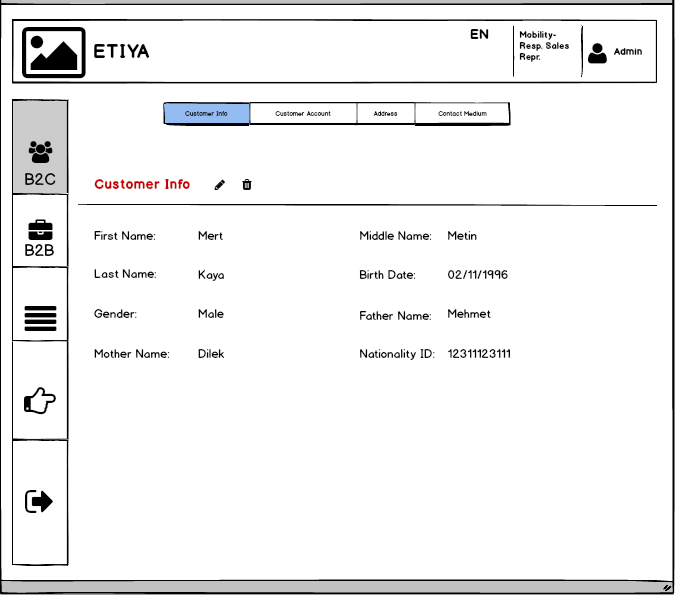 ETIYA
EN
Mobility-
Resp. Sales
Repr.
Admin
Customer Info
Customer Account
Address
Contact Medium
B2C
B2B
Customer Info
First Name: Mert Middle Name: Metin
Last Name: Kaya Birth Date: 02/11/1996
Gender: Male Father Name: Mehmet
Mother Name: Dilek Nationality ID: 12311123111